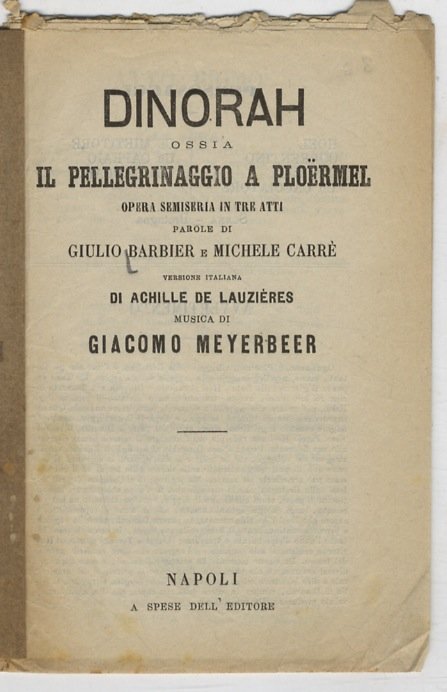 DINORAH
OSSIA
IL PELLEGRINAGGIO A PLOËRMEL
OPERA SEMISERIA IN TRE ATTI
PAROLE DI
GIULIO BARBIER E MICHELE CARRÈ
VERSIONE ITALIANA
DI ACHILLE DE LAUZIÈRES
MUSICA DI
GIACOMO MEYERBEER
NAPOLI
A SPESE DELL' EDITORE